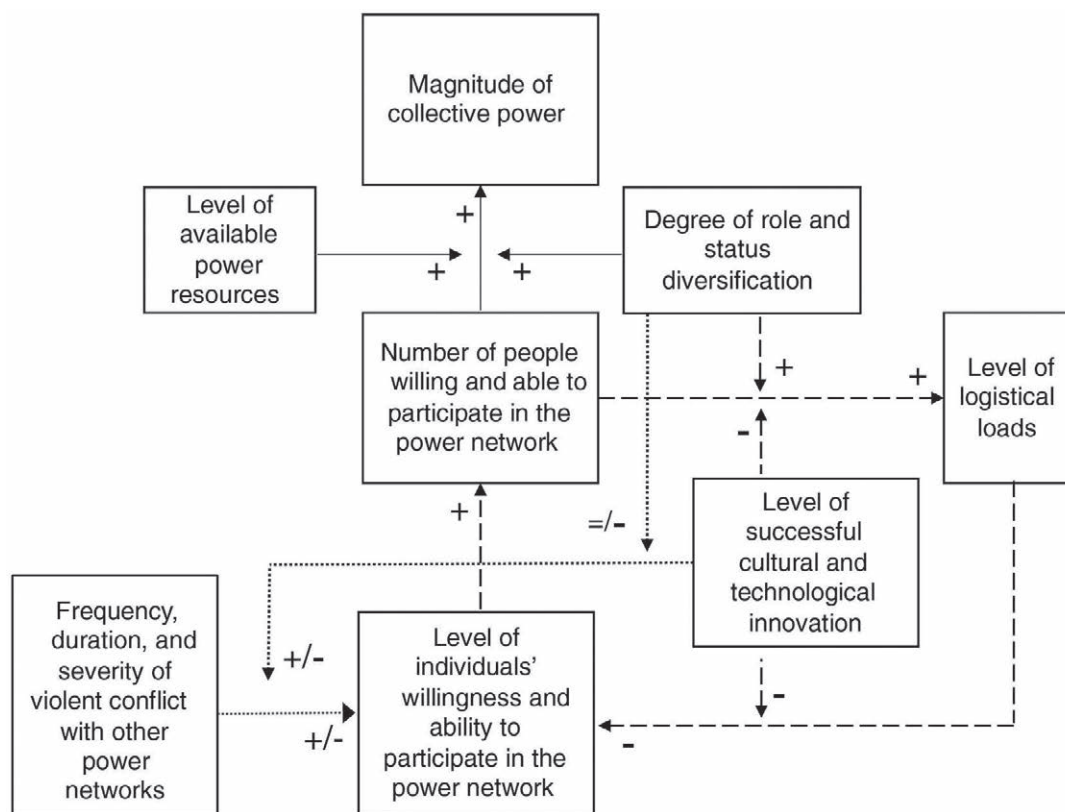 Magnitude of
collective power
+
Level of
available
power
resources
+
+
Degree of role and
status
diversification
Number of people
willing and able to
participate in the
power network
+
+
Level of
logistical
loads
-
+
=/-
Level of
successful
cultural and
technological
innovation
Frequency,
duration, and
severity of
violent conflict
with other
power
networks
+/-
+/-
Level of
individuals’
willingness and
ability to
participate in the
power network
-
-